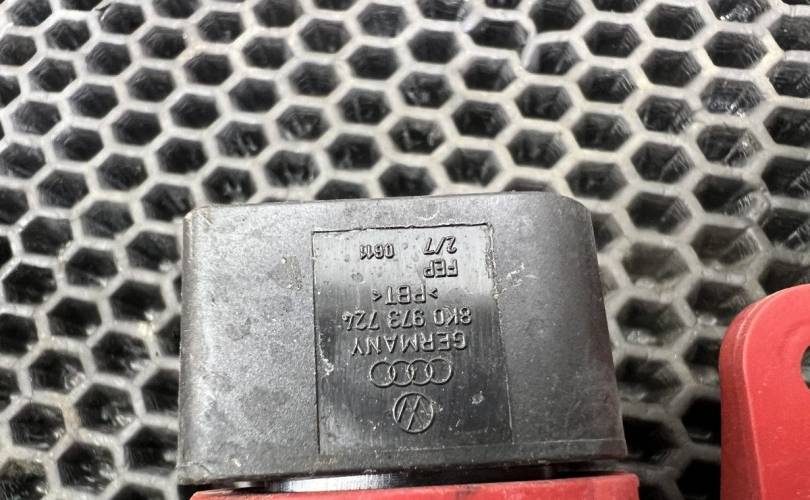 GERMANY
8K0 973 724
>PBT<
FEP
2/7 0611